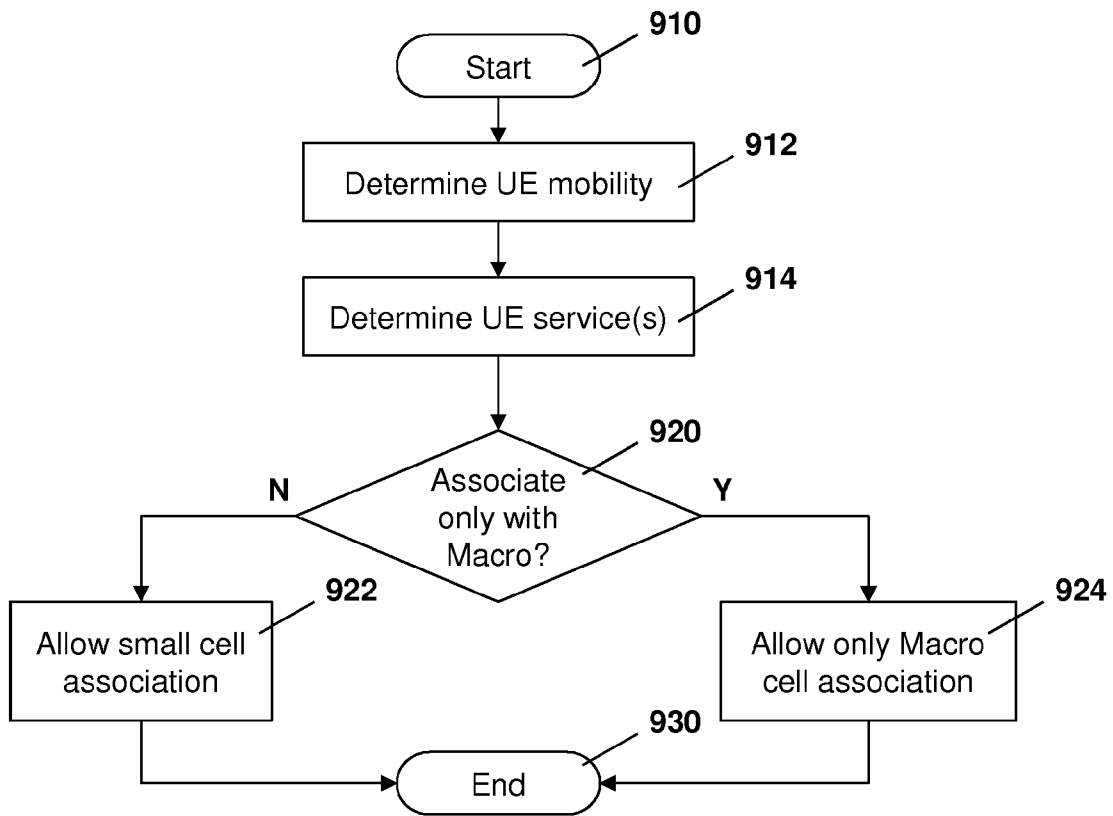 910
Start
912
Determine UE mobility
914
Determine UE service(s)
920
N
Associate
only with
Macro?
Y
922
Allow small cell
association
924
Allow only Macro
cell association
930
End